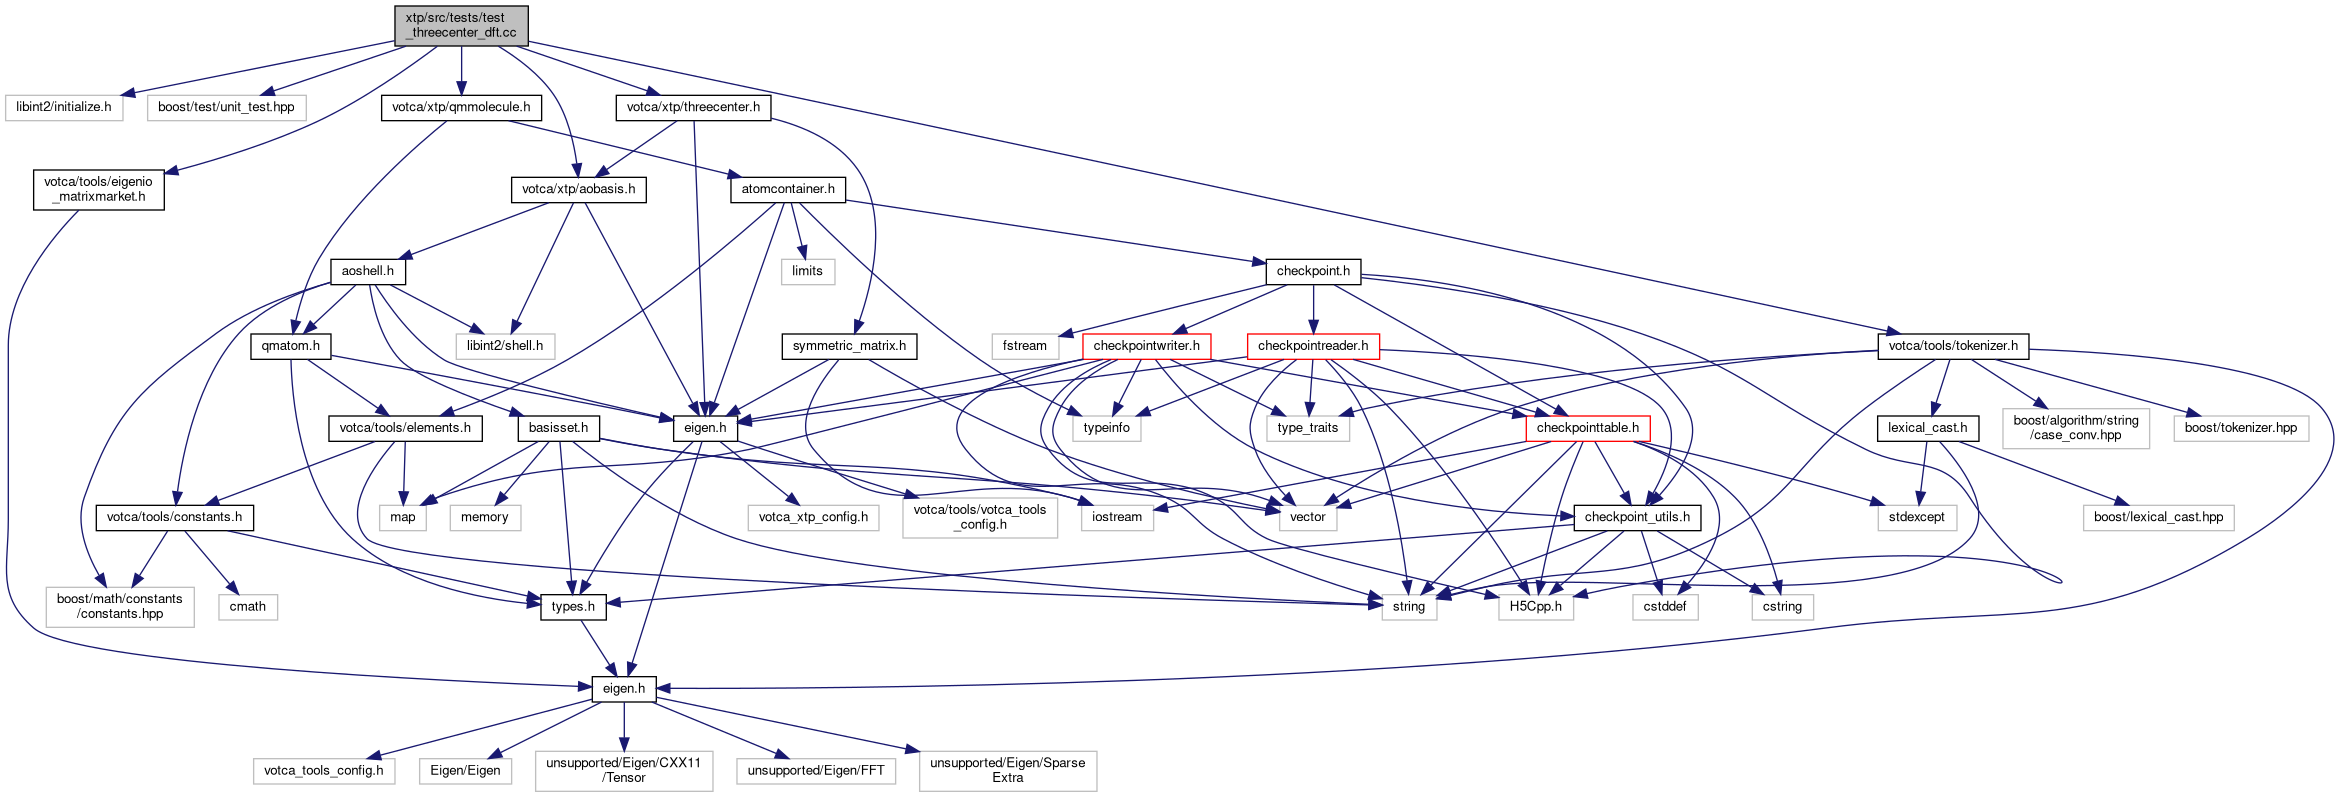 xtp/src/tests/test
_threecenter_dft.cc
libint2/initialize.h
boost/test/unit_test.hpp
votca/xtp/qmmolecule.h
votca/xtp/threecenter.h
votca/tools/eigenio
_matrixmarket.h
votca/xtp/aobasis.h
atomcontainer.h
aoshell.h
limits
checkpoint.h
qmatom.h
libint2/shell.h
symmetric_matrix.h
fstream
checkpointwriter.h
checkpointreader.h
votca/tools/tokenizer.h
votca/tools/elements.h
basisset.h
eigen.h
typeinfo
type_traits
checkpointtable.h
lexical_cast.h
boost/algorithm/string
/case_conv.hpp
boost/tokenizer.hpp
votca/tools/constants.h
map
memory
votca_xtp_config.h
votca/tools/votca_tools
_config.h
iostream
vector
checkpoint_utils.h
stdexcept
boost/lexical_cast.hpp
boost/math/constants
/constants.hpp
cmath
types.h
string
H5Cpp.h
cstddef
cstring
eigen.h
votca_tools_config.h
Eigen/Eigen
unsupported/Eigen/CXX11
/Tensor
unsupported/Eigen/FFT
unsupported/Eigen/Sparse
Extra